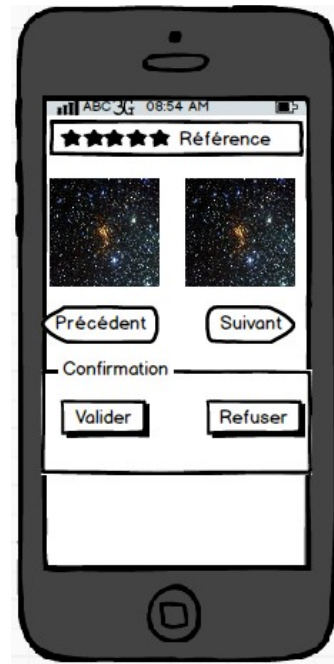 ABC 3G 08:54 AM
★★★★★ Référence
Précédent Suivant
Confirmation
Valider Refuser